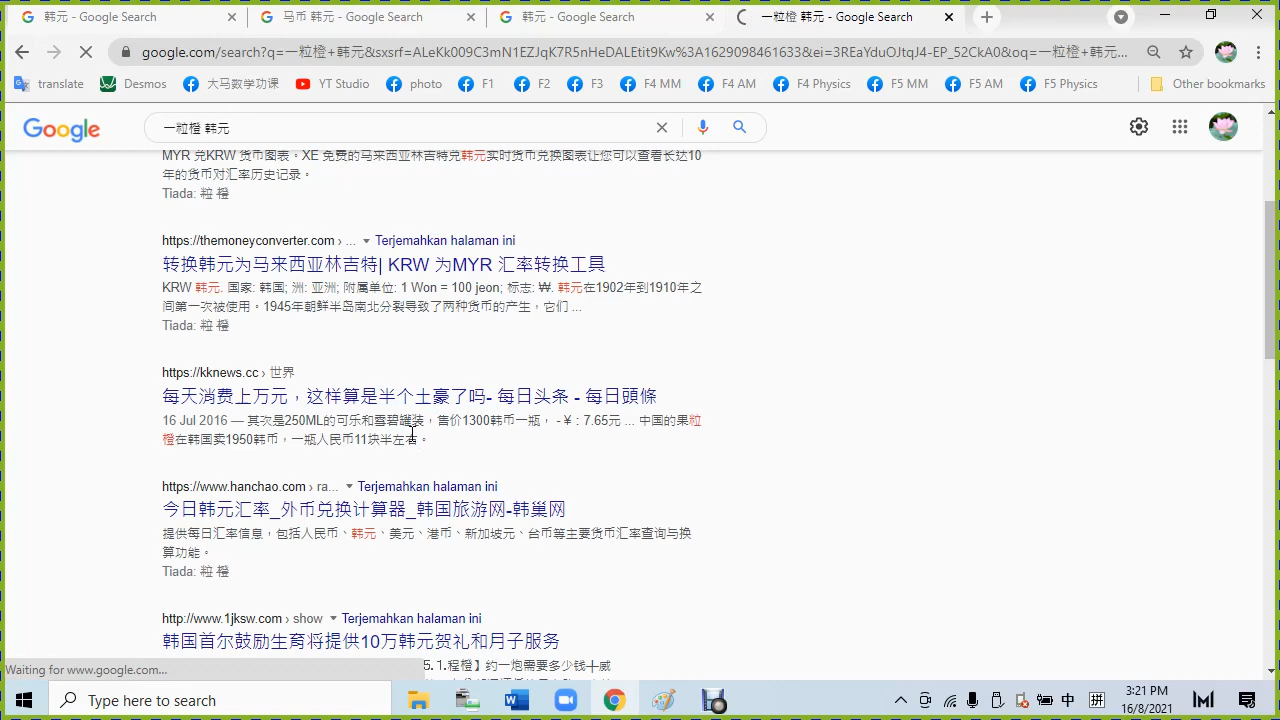 韩元 - Google Search
马币 韩元 - Google Search
韩元 - Google Search
一粒橙 韩元 - Google Search
google.com/search?q=一粒橙+韩元&sxsrf=ALeKk009C3mN1EZJqK7R5nHeDALEtit9Kw%3A1629098461633&ei=3REaYduOJtqJ4-EP_52CkA0&oq=一粒橙+韩元...
translate Desmos 大马数学功课 YT Studio photo F1 F2 F3 F4 MM F4 AM F4 Physics F5 MM F5 AM F5 Physics Other bookmarks
Google
一粒橙 韩元
MYR 兑KRW 货币图表。XE 免费的马来西亚林吉特兑韩元实时货币兑换图表让您可以查看长达10
年的货币对汇率历史记录。
Tiada: 粒 橙
https://themoneyconverter.com › ... Terjemahkan halaman ini
转换韩元为马来西亚林吉特| KRW 为MYR 汇率转换工具
KRW 韩元. 国家: 韩国; 洲: 亚洲; 附属单位: 1 Won = 100 jeon; 标志: ₩. 韩元在1902年到1910年之
间第一次被使用。1945年朝鲜半岛南北分裂导致了两种货币的产生，它们 ...
Tiada: 粒 橙
https://kknews.cc › 世界
每天消费上万元，这样算是半个土豪了吗- 每日头条 - 每日頭條
16 Jul 2016 — 其次是250ML的可乐和雪碧罐装，售价1300韩币一瓶， -￥: 7.65元 ... 中国的果粒
橙在韩国卖1950韩币，一瓶人民币11块半左右。
https://www.hanchao.com › ra... Terjemahkan halaman ini
今日韩元汇率_外币兑换计算器_韩国旅游网-韩巢网
提供每日汇率信息，包括人民币、韩元、美元、港币、新加坡元、台币等主要货币汇率查询与换
算功能。
Tiada: 粒 橙
http://www.1jksw.com › show Terjemahkan halaman ini
韩国首尔鼓励生育将提供10万韩元贺礼和月子服务
5. 1.程橙】约一炮需要多少钱╋威
Waiting for www.google.com...
Type here to search
中
拼
3:21 PM
16/8/2021